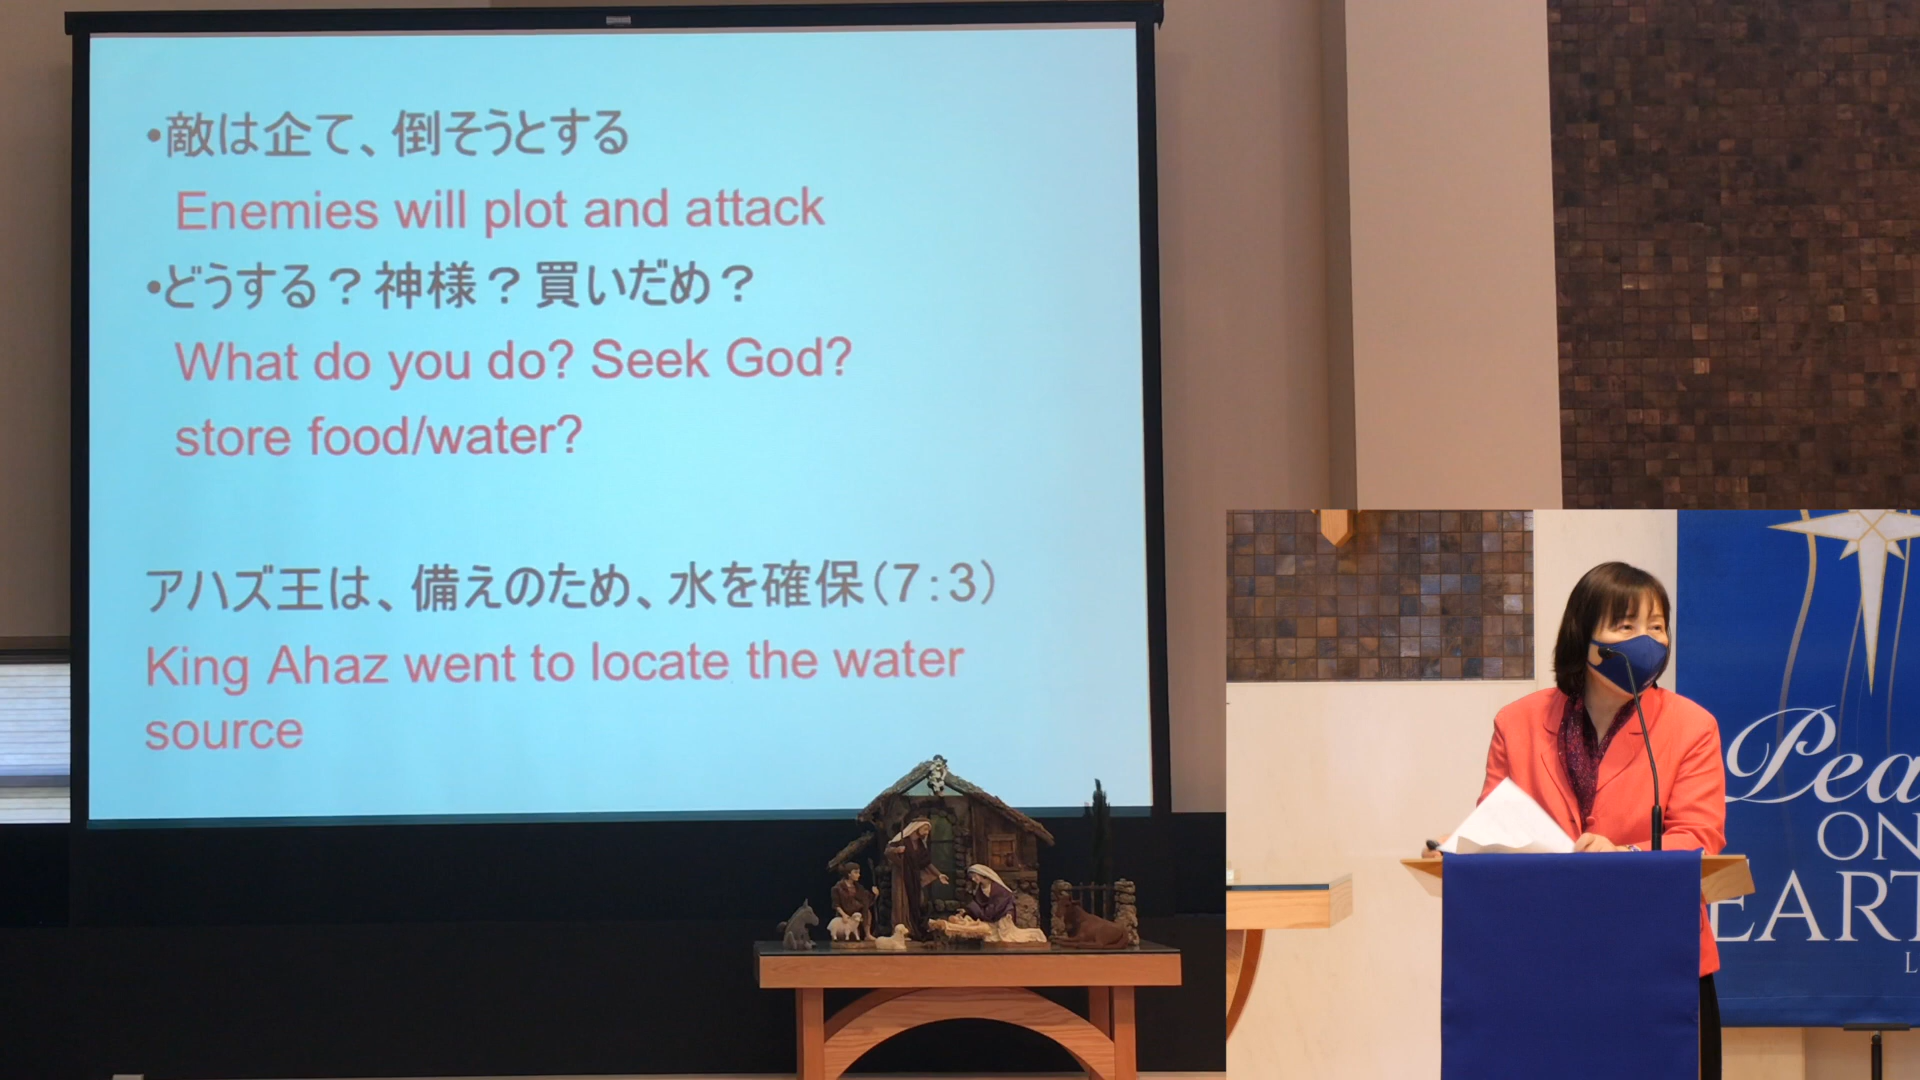 •敵は企て、倒そうとする
Enemies will plot and attack
•どうする？神様？買いだめ？
What do you do? Seek God?
store food/water?
アハズ王は、備えのため、水を確保（7：3）
King Ahaz went to locate the water
source
Pea
ON
EART
L